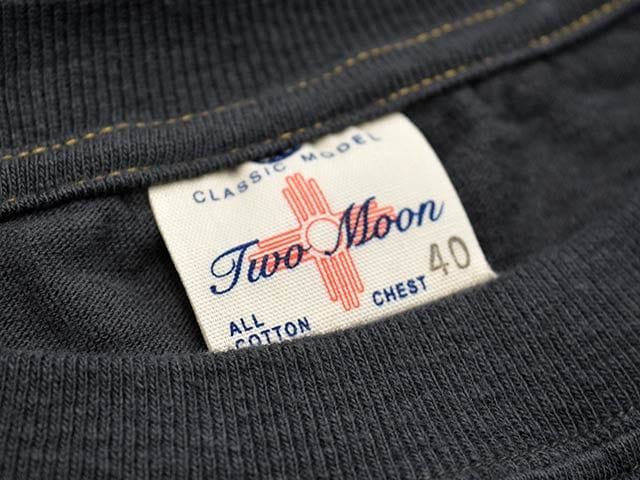 CLASSIC MODEL
Two Moon
ALL COTTON
CHEST 40